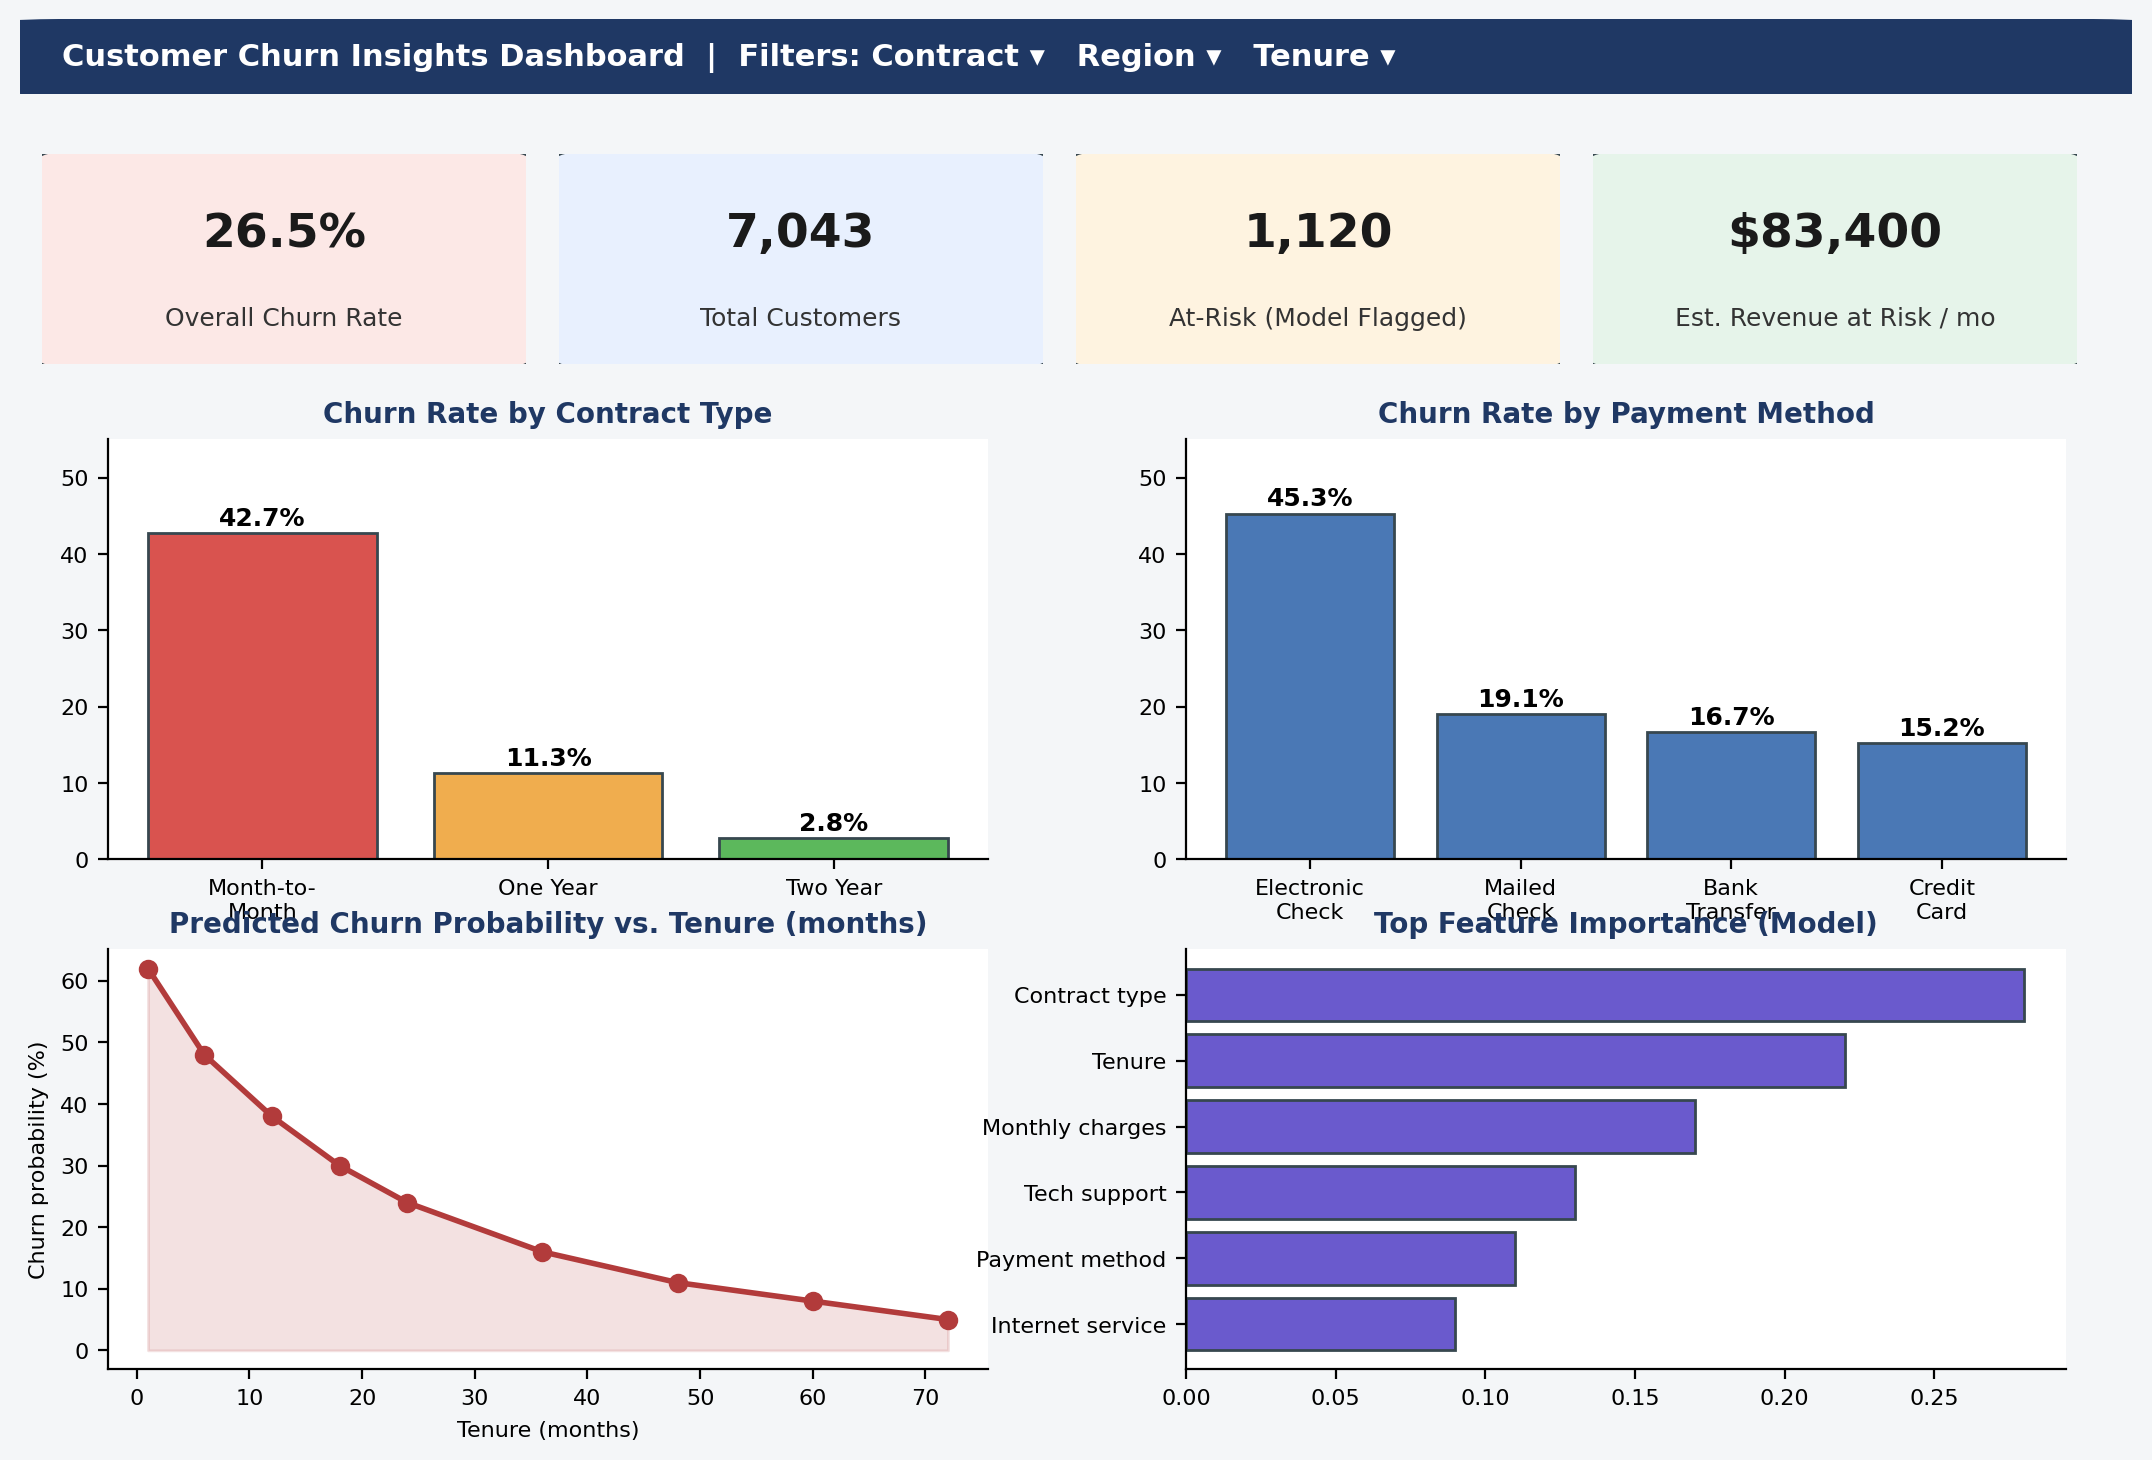 Customer Churn Insights Dashboard | Filters: Contract ▾ Region ▾ Tenure ▾
26.5%
Overall Churn Rate
7,043
Total Customers
1,120
At-Risk (Model Flagged)
$83,400
Est. Revenue at Risk / mo
Churn Rate by Contract Type
50
40
30
20
10
0
42.7%
11.3%
2.8%
Month-to-
Month
One Year
Two Year
Churn Rate by Payment Method
50
40
30
20
10
0
45.3%
19.1%
16.7%
15.2%
Electronic
Check
Mailed
Check
Bank
Transfer
Credit
Card
Predicted Churn Probability vs. Tenure (months)
Churn probability (%)
60
50
40
30
20
10
0
0 10 20 30 40 50 60 70
Tenure (months)
Top Feature Importance (Model)
Contract type
Tenure
Monthly charges
Tech support
Payment method
Internet service
0.00 0.05 0.10 0.15 0.20 0.25